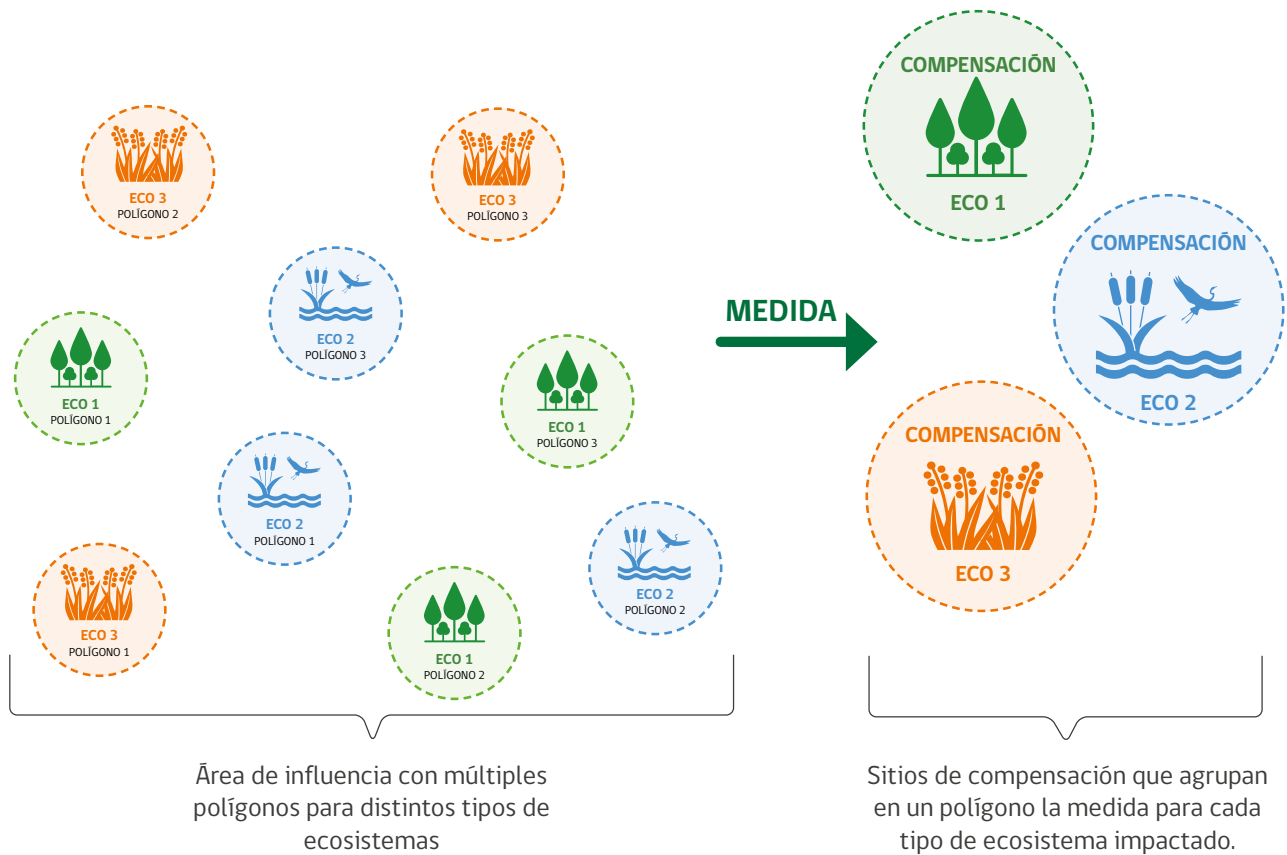 ECO 3
POLÍGONO 2
ECO 3
POLÍGONO 3
ECO 2
POLÍGONO 3
ECO 1
POLÍGONO 1
ECO 1
POLÍGONO 3
ECO 2
POLÍGONO 1
ECO 2
POLÍGONO 2
ECO 3
POLÍGONO 1
ECO 1
POLÍGONO 2
Área de influencia con múltiples
polígonos para distintos tipos de
ecosistemas
MEDIDA
COMPENSACIÓN
ECO 1
COMPENSACIÓN
ECO 2
COMPENSACIÓN
ECO 3
Sitios de compensación que agrupan
en un polígono la medida para cada
tipo de ecosistema impactado.